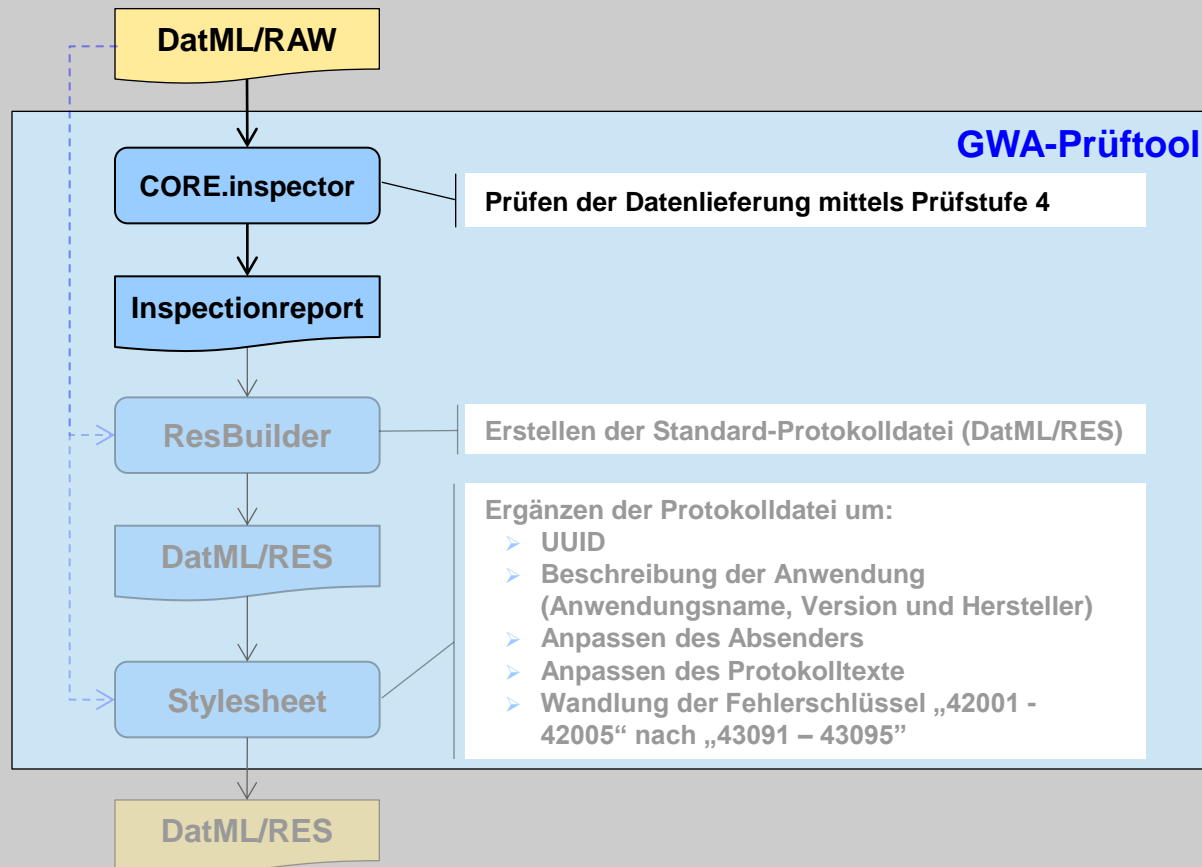 DatML/RAW
GWA-Prüftool
CORE.inspector
Prüfen der Datenlieferung mittels Prüfstufe 4
Inspectionreport
ResBuilder
Erstellen der Standard-Protokolldatei (DatML/RES)
DatML/RES
Ergänzen der Protokolldatei um:
➢ UUID
➢ Beschreibung der Anwendung
(Anwendungsname, Version und Hersteller)
➢ Anpassen des Absenders
➢ Anpassen des Protokolltexte
➢ Wandlung der Fehlerschlüssel „42001 -
42005“ nach „43091 – 43095”
Stylesheet
DatML/RES